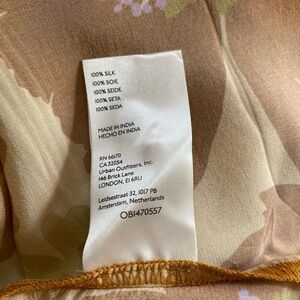 100% SILK
100% SOIE
100% SEIDE
100% SETA
100% SEDA
MADE IN INDIA
HECHO EN INDIA
RN 66170
CA 32054
Urban Outfitters, Inc.
146 Brick Lane
LONDON, E1 6RU
Leidsestraat 32, 1017 PB
Amsterdam, Netherlands
OB1470557